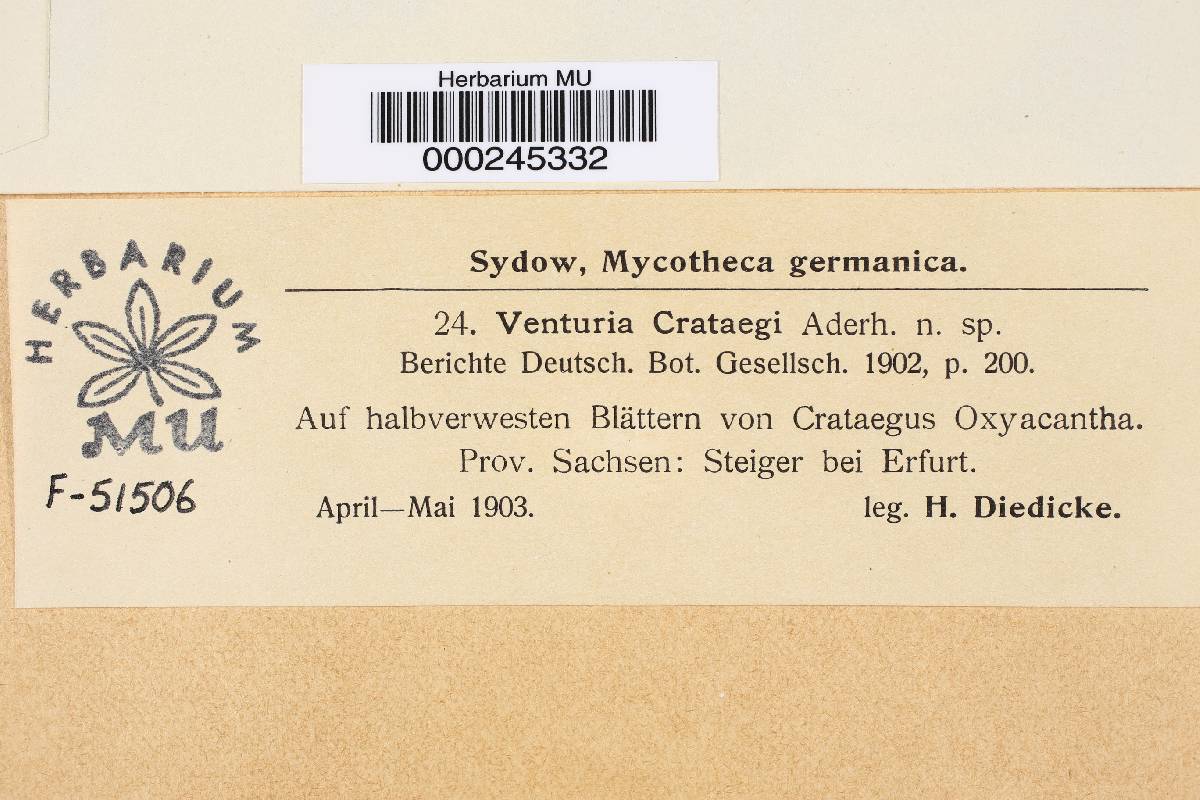 Herbarium MU
000245332
HERBARIUM
MU
F-51506
Sydow, Mycotheca germanica.
24. Venturia Crataegi Aderh. n. sp.
Berichte Deutsch. Bot. Gesellsch. 1902, p. 200.
Auf halbverwesten Blättern von Crataegus Oxyacantha.
Prov. Sachsen: Steiger bei Erfurt.
April—Mai 1903. leg. H. Diedicke.